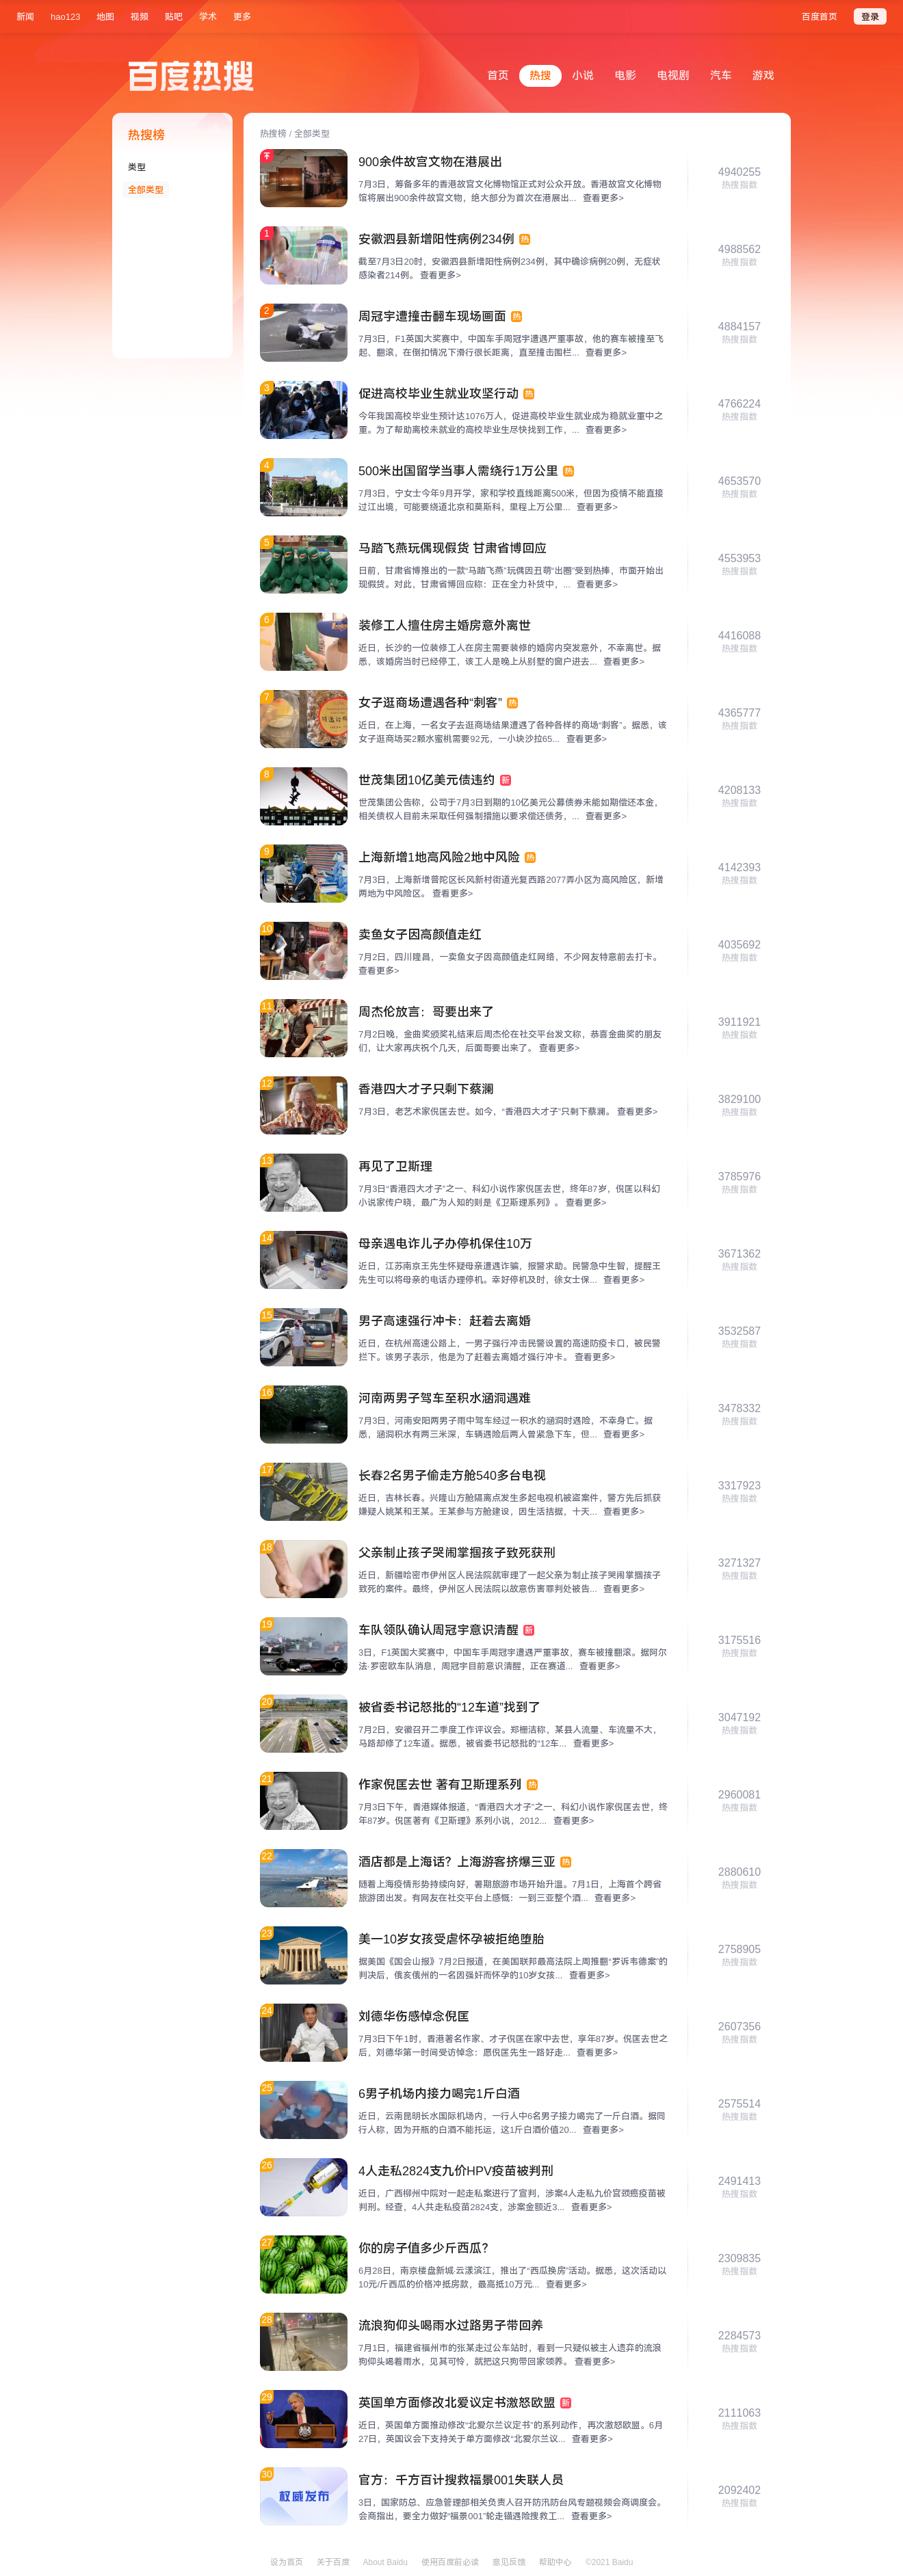 新闻 hao123 地图 视频 贴吧 学术 更多 百度首页 登录
百度热搜 首页 热搜 小说 电影 电视剧 汽车 游戏
热搜榜
类型
全部类型
热搜榜 / 全部类型
900余件故宫文物在港展出
7月3日，筹备多年的香港故宫文化博物馆正式对公众开放。香港故宫文化博物
馆将展出900余件故宫文物，绝大部分为首次在港展出... 查看更多>
4940255
热搜指数
1
安徽泗县新增阳性病例234例 热
截至7月3日20时，安徽泗县新增阳性病例234例，其中确诊病例20例，无症状
感染者214例。 查看更多>
4988562
热搜指数
2
周冠宇遭撞击翻车现场画面 热
7月3日，F1英国大奖赛中，中国车手周冠宇遭遇严重事故，他的赛车被撞至飞
起、翻滚，在倒扣情况下滑行很长距离，直至撞击围栏... 查看更多>
4884157
热搜指数
3
促进高校毕业生就业攻坚行动 热
今年我国高校毕业生预计达1076万人，促进高校毕业生就业成为稳就业重中之
重。为了帮助离校未就业的高校毕业生尽快找到工作，... 查看更多>
4766224
热搜指数
4
500米出国留学当事人需绕行1万公里 热
7月3日，宁女士今年9月开学，家和学校直线距离500米，但因为疫情不能直接
过江出境，可能要绕道北京和莫斯科，里程上万公里... 查看更多>
4653570
热搜指数
5
马踏飞燕玩偶现假货 甘肃省博回应
日前，甘肃省博推出的一款“马踏飞燕”玩偶因丑萌“出圈”受到热捧，市面开始出
现假货。对此，甘肃省博回应称：正在全力补货中，... 查看更多>
4553953
热搜指数
6
装修工人擅住房主婚房意外离世
近日，长沙的一位装修工人在房主需要装修的婚房内突发意外，不幸离世。据
悉，该婚房当时已经停工，该工人是晚上从别墅的窗户进去... 查看更多>
4416088
热搜指数
7
女子逛商场遭遇各种“刺客” 热
近日，在上海，一名女子去逛商场结果遭遇了各种各样的商场“刺客”。据悉，该
女子逛商场买2颗水蜜桃需要92元，一小块沙拉65... 查看更多>
4365777
热搜指数
8
世茂集团10亿美元债违约 新
世茂集团公告称，公司于7月3日到期的10亿美元公募债券未能如期偿还本金，
相关债权人目前未采取任何强制措施以要求偿还债务，... 查看更多>
4208133
热搜指数
9
上海新增1地高风险2地中风险 热
7月3日，上海新增普陀区长风新村街道光复西路2077弄小区为高风险区，新增
两地为中风险区。 查看更多>
4142393
热搜指数
10
卖鱼女子因高颜值走红
7月2日，四川隆昌，一卖鱼女子因高颜值走红网络，不少网友特意前去打卡。
查看更多>
4035692
热搜指数
11
周杰伦放言：哥要出来了
7月2日晚，金曲奖颁奖礼结束后周杰伦在社交平台发文称，恭喜金曲奖的朋友
们，让大家再庆祝个几天，后面哥要出来了。 查看更多>
3911921
热搜指数
12
香港四大才子只剩下蔡澜
7月3日，老艺术家倪匡去世。如今，“香港四大才子”只剩下蔡澜。 查看更多>
3829100
热搜指数
13
再见了卫斯理
7月3日“香港四大才子”之一、科幻小说作家倪匡去世，终年87岁，倪匡以科幻
小说家传户晓，最广为人知的则是《卫斯理系列》。 查看更多>
3785976
热搜指数
14
母亲遇电诈儿子办停机保住10万
近日，江苏南京王先生怀疑母亲遭遇诈骗，报警求助。民警急中生智，提醒王
先生可以将母亲的电话办理停机。幸好停机及时，徐女士保... 查看更多>
3671362
热搜指数
15
男子高速强行冲卡：赶着去离婚
近日，在杭州高速公路上，一男子强行冲击民警设置的高速防疫卡口，被民警
拦下。该男子表示，他是为了赶着去离婚才强行冲卡。 查看更多>
3532587
热搜指数
16
河南两男子驾车至积水涵洞遇难
7月3日，河南安阳两男子雨中驾车经过一积水的涵洞时遇险，不幸身亡。据
悉，涵洞积水有两三米深，车辆遇险后两人曾紧急下车，但... 查看更多>
3478332
热搜指数
17
长春2名男子偷走方舱540多台电视
近日，吉林长春。兴隆山方舱隔离点发生多起电视机被盗案件，警方先后抓获
嫌疑人姚某和王某。王某参与方舱建设，因生活拮据，十天... 查看更多>
3317923
热搜指数
18
父亲制止孩子哭闹掌掴孩子致死获刑
近日，新疆哈密市伊州区人民法院就审理了一起父亲为制止孩子哭闹掌掴孩子
致死的案件。最终，伊州区人民法院以故意伤害罪判处被告... 查看更多>
3271327
热搜指数
19
车队领队确认周冠宇意识清醒 新
3日，F1英国大奖赛中，中国车手周冠宇遭遇严重事故，赛车被撞翻滚。据阿尔
法·罗密欧车队消息，周冠宇目前意识清醒，正在赛道... 查看更多>
3175516
热搜指数
20
被省委书记怒批的“12车道”找到了
7月2日，安徽召开二季度工作评议会。郑栅洁称，某县人流量、车流量不大，
马路却修了12车道。据悉，被省委书记怒批的“12车... 查看更多>
3047192
热搜指数
21
作家倪匡去世 著有卫斯理系列 热
7月3日下午，香港媒体报道，“香港四大才子”之一、科幻小说作家倪匡去世，终
年87岁。倪匡著有《卫斯理》系列小说，2012... 查看更多>
2960081
热搜指数
22
酒店都是上海话？上海游客挤爆三亚 热
随着上海疫情形势持续向好，暑期旅游市场开始升温。7月1日，上海首个跨省
旅游团出发。有网友在社交平台上感慨：一到三亚整个酒... 查看更多>
2880610
热搜指数
23
美一10岁女孩受虐怀孕被拒绝堕胎
据美国《国会山报》7月2日报道，在美国联邦最高法院上周推翻“罗诉韦德案”的
判决后，俄亥俄州的一名因强奸而怀孕的10岁女孩... 查看更多>
2758905
热搜指数
24
刘德华伤感悼念倪匡
7月3日下午1时，香港著名作家、才子倪匡在家中去世，享年87岁。倪匡去世之
后，刘德华第一时间受访悼念：愿倪匡先生一路好走... 查看更多>
2607356
热搜指数
25
6男子机场内接力喝完1斤白酒
近日，云南昆明长水国际机场内，一行人中6名男子接力喝完了一斤白酒。据同
行人称，因为开瓶的白酒不能托运，这1斤白酒价值20... 查看更多>
2575514
热搜指数
26
4人走私2824支九价HPV疫苗被判刑
近日，广西柳州中院对一起走私案进行了宣判，涉案4人走私九价宫颈癌疫苗被
判刑。经查，4人共走私疫苗2824支，涉案金额近3... 查看更多>
2491413
热搜指数
27
你的房子值多少斤西瓜？
6月28日，南京楼盘新城·云漾滨江，推出了“西瓜换房”活动。据悉，这次活动以
10元/斤西瓜的价格冲抵房款，最高抵10万元... 查看更多>
2309835
热搜指数
28
流浪狗仰头喝雨水过路男子带回养
7月1日，福建省福州市的张某走过公车站时，看到一只疑似被主人遗弃的流浪
狗仰头喝着雨水，见其可怜，就把这只狗带回家领养。 查看更多>
2284573
热搜指数
29
英国单方面修改北爱议定书激怒欧盟 新
近日，英国单方面推动修改“北爱尔兰议定书”的系列动作，再次激怒欧盟。6月
27日，英国议会下支持关于单方面修改“北爱尔兰议... 查看更多>
2111063
热搜指数
30
权威发布
官方：千方百计搜救福景001失联人员
3日，国家防总、应急管理部相关负责人召开防汛防台风专题视频会商调度会。
会商指出，要全力做好“福景001”轮走锚遇险搜救工... 查看更多>
2092402
热搜指数
设为首页 关于百度 About Baidu 使用百度前必读 意见反馈 帮助中心 ©2021 Baidu